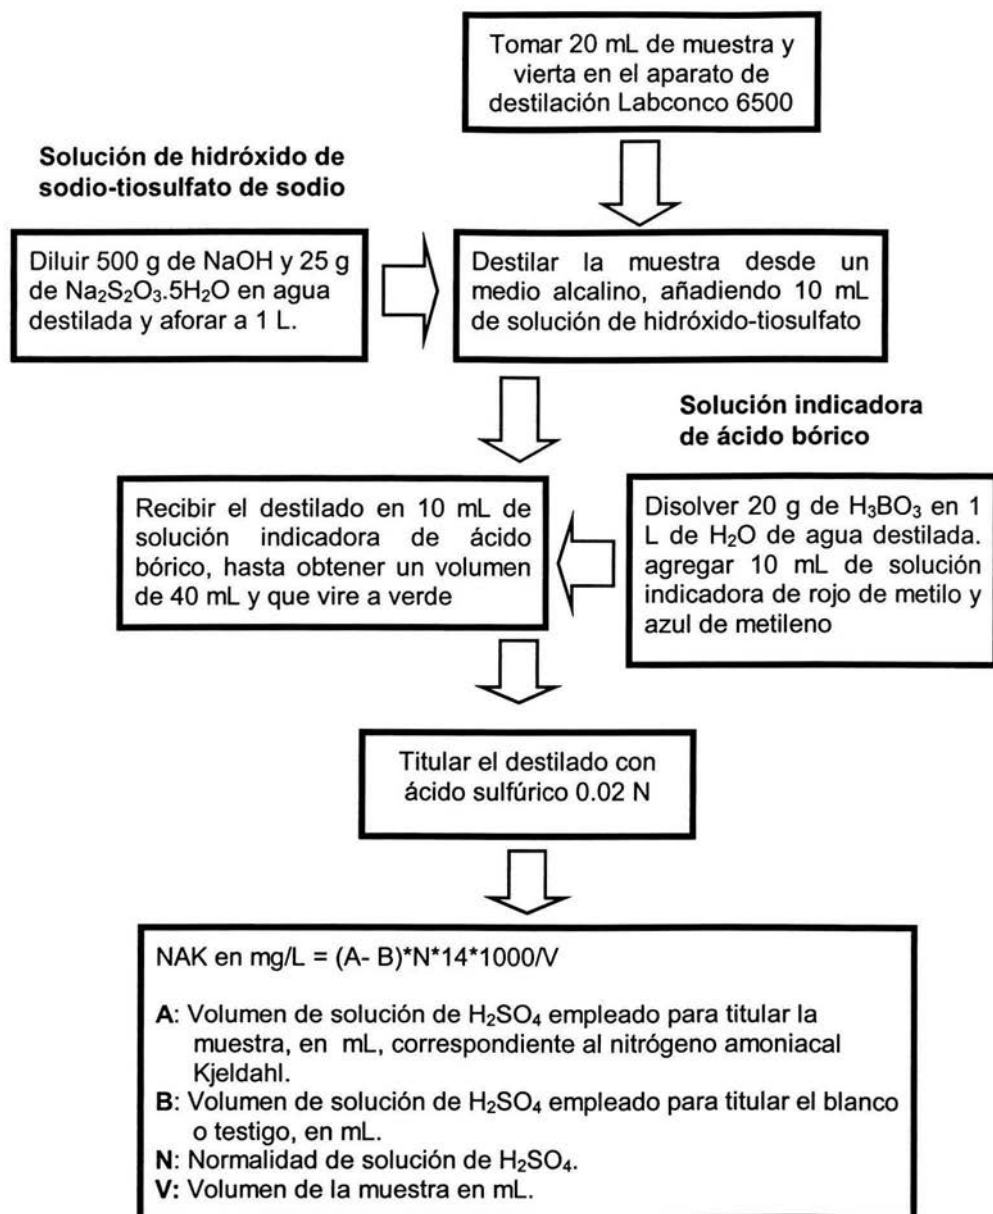 Tomar 20 mL de muestra y
vierta en el aparato de
destilación Labconco 6500
Solución de hidróxido de
sodio-tiosulfato de sodio
Diluir 500 g de NaOH y 25 g
de Na₂S₂O₃.5H₂O en agua
destilada y aforar a 1 L.
Destilar la muestra desde un
medio alcalino, añadiendo 10 mL
de solución de hidróxido-tiosulfato
Solución indicadora
de ácido bórico
Recibir el destilado en 10 mL de
solución indicadora de ácido
bórico, hasta obtener un volumen
de 40 mL y que vire a verde
Disolver 20 g de H₃BO₃ en 1
L de H₂O de agua destilada.
agregar 10 mL de solución
indicadora de rojo de metilo y
azul de metileno
Titular el destilado con
ácido sulfúrico 0.02 N
NAK en mg/L = (A- B)*N*14*1000/V
A: Volumen de solución de H₂SO₄ empleado para titular la
muestra, en mL, correspondiente al nitrógeno amoniacal
Kjeldahl.
B: Volumen de solución de H₂SO₄ empleado para titular el blanco
o testigo, en mL.
N: Normalidad de solución de H₂SO₄.
V: Volumen de la muestra en mL.